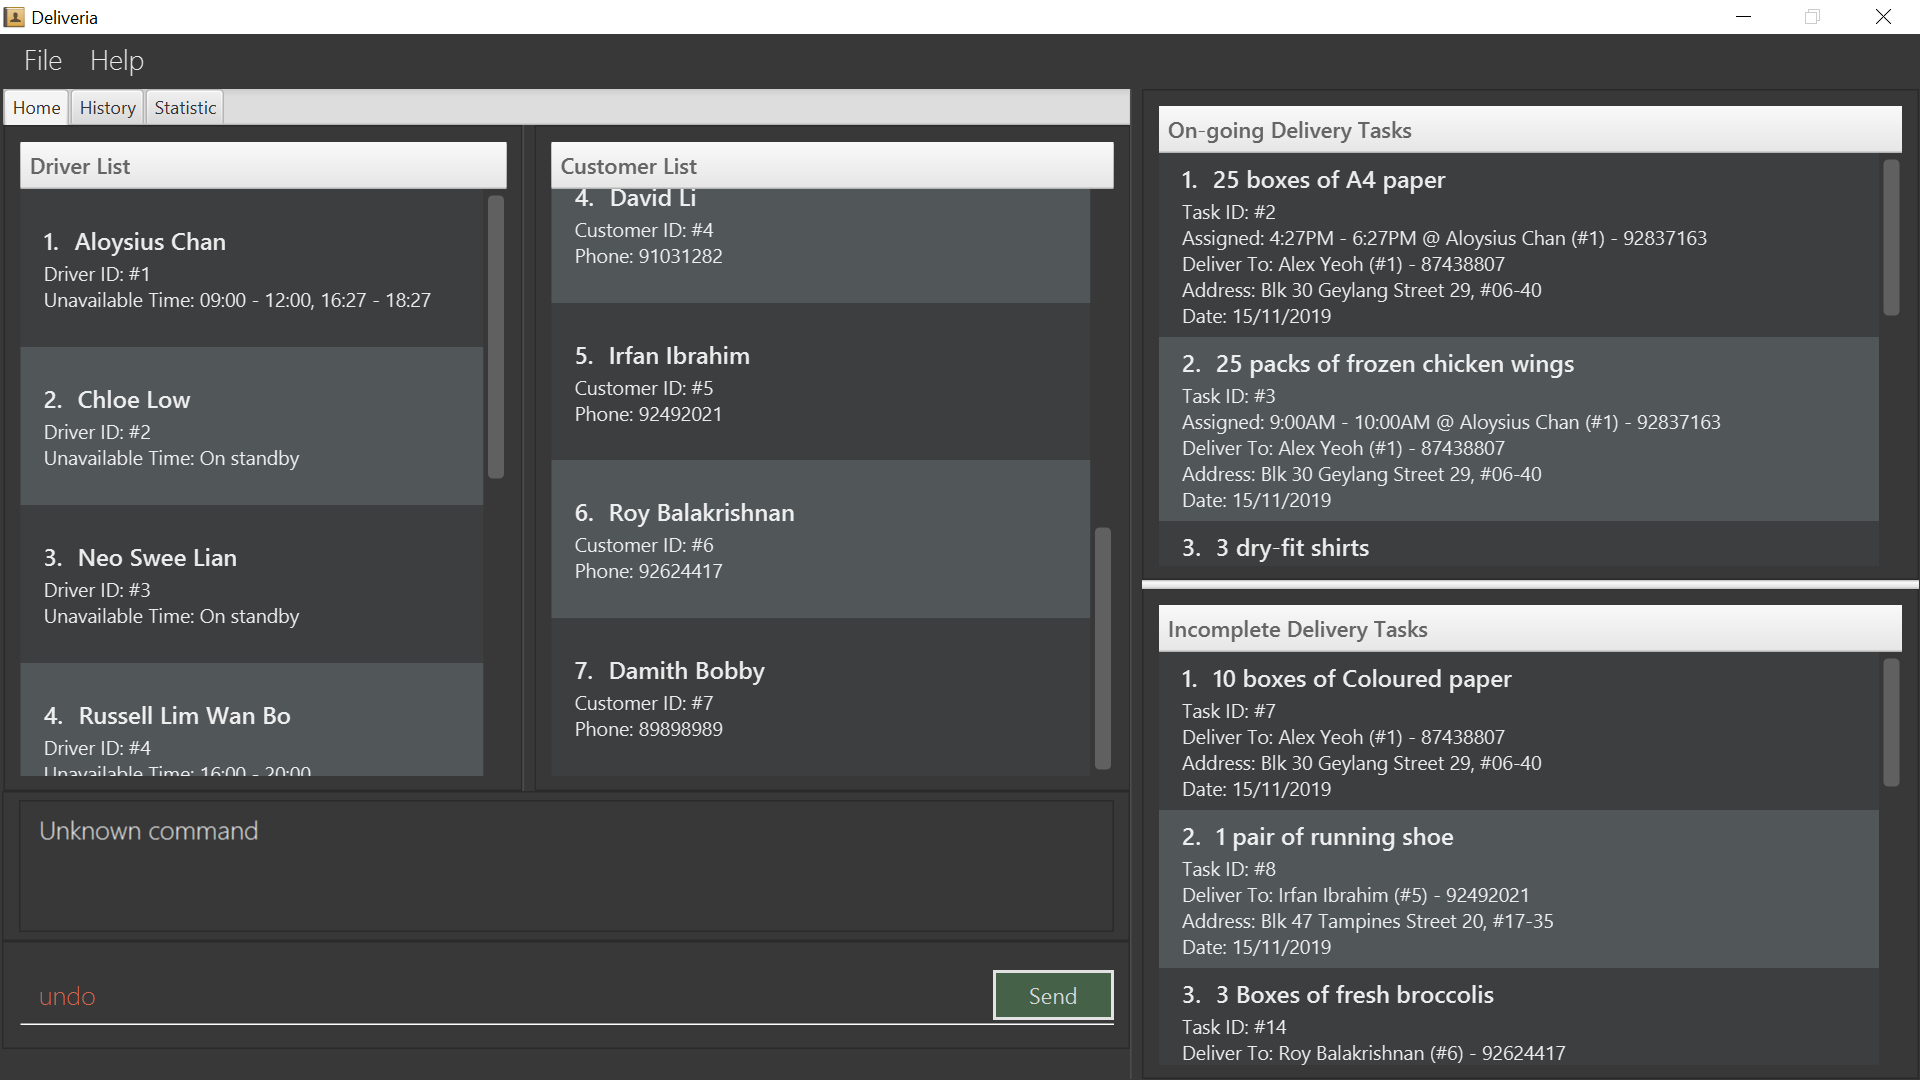 Deliveria
File Help
Home History Statistic
Driver List
1. Aloysius Chan
Driver ID: #1
Unavailable Time: 09:00 - 12:00, 16:27 - 18:27
2. Chloe Low
Driver ID: #2
Unavailable Time: On standby
3. Neo Swee Lian
Driver ID: #3
Unavailable Time: On standby
4. Russell Lim Wan Bo
Driver ID: #4
Unavailable Time: 16:00 - 20:00
Customer List
4. David Li
Customer ID: #4
Phone: 91031282
5. Irfan Ibrahim
Customer ID: #5
Phone: 92492021
6. Roy Balakrishnan
Customer ID: #6
Phone: 92624417
7. Damith Bobby
Customer ID: #7
Phone: 89898989
Unknown command
undo
Send
On-going Delivery Tasks
1. 25 boxes of A4 paper
Task ID: #2
Assigned: 4:27PM - 6:27PM @ Aloysius Chan (#1) - 92837163
Deliver To: Alex Yeoh (#1) - 87438807
Address: Blk 30 Geylang Street 29, #06-40
Date: 15/11/2019
2. 25 packs of frozen chicken wings
Task ID: #3
Assigned: 9:00AM - 10:00AM @ Aloysius Chan (#1) - 92837163
Deliver To: Alex Yeoh (#1) - 87438807
Address: Blk 30 Geylang Street 29, #06-40
Date: 15/11/2019
3. 3 dry-fit shirts
Incomplete Delivery Tasks
1. 10 boxes of Coloured paper
Task ID: #7
Deliver To: Alex Yeoh (#1) - 87438807
Address: Blk 30 Geylang Street 29, #06-40
Date: 15/11/2019
2. 1 pair of running shoe
Task ID: #8
Deliver To: Irfan Ibrahim (#5) - 92492021
Address: Blk 47 Tampines Street 20, #17-35
Date: 15/11/2019
3. 3 Boxes of fresh broccolis
Task ID: #14
Deliver To: Roy Balakrishnan (#6) - 92624417